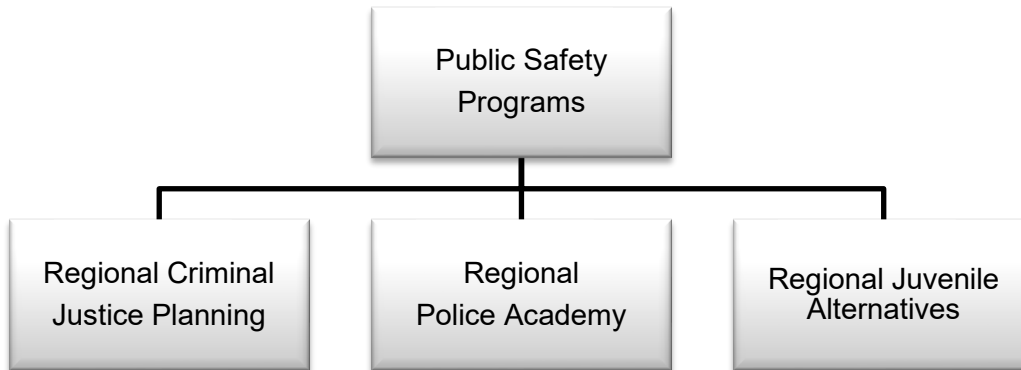 Public Safety
Programs
Regional Criminal
Justice Planning
Regional
Police Academy
Regional Juvenile
Alternatives